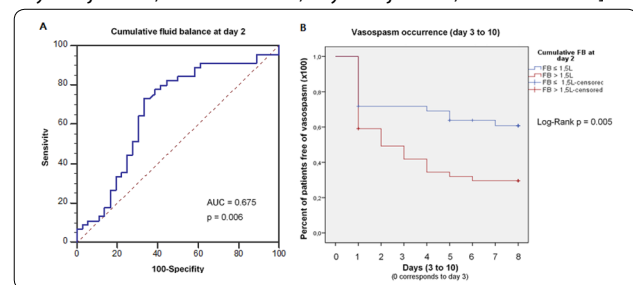 A
Cumulative fluid balance at day 2
100
80
60
40
20
0
Sensivity
AUC = 0.675
p = 0.006
0
20
40
60
80
100
100-Specifity
B
Vasospasm occurrence (day 3 to 10)
Percent of patients free of vasospasm (x100)
1,0
0,8
0,6
0,4
0,2
0,0
0
1
2
3
4
5
6
7
8
Days (3 to 10)
(0 corresponds to day 3)
Cumulative FB at
day 2
FB ≤ 1,5L
FB > 1,5L
FB ≤ 1,5L-censored
FB > 1,5L-censored
Log-Rank p = 0.005